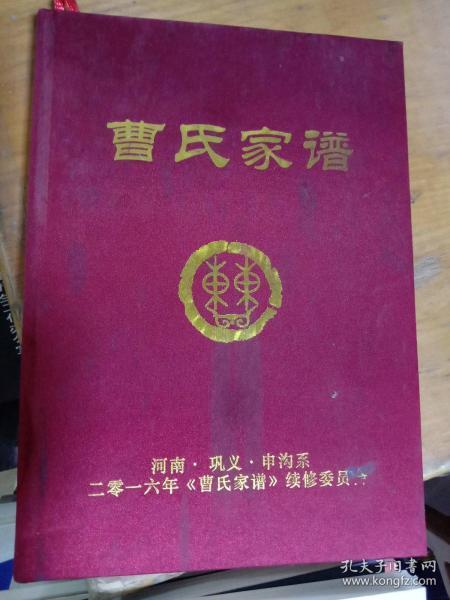 曹氏家谱
河南·巩义·申沟系
二零一六年《曹氏家谱》续修委员会
孔夫子旧书网
www.kongfz.com